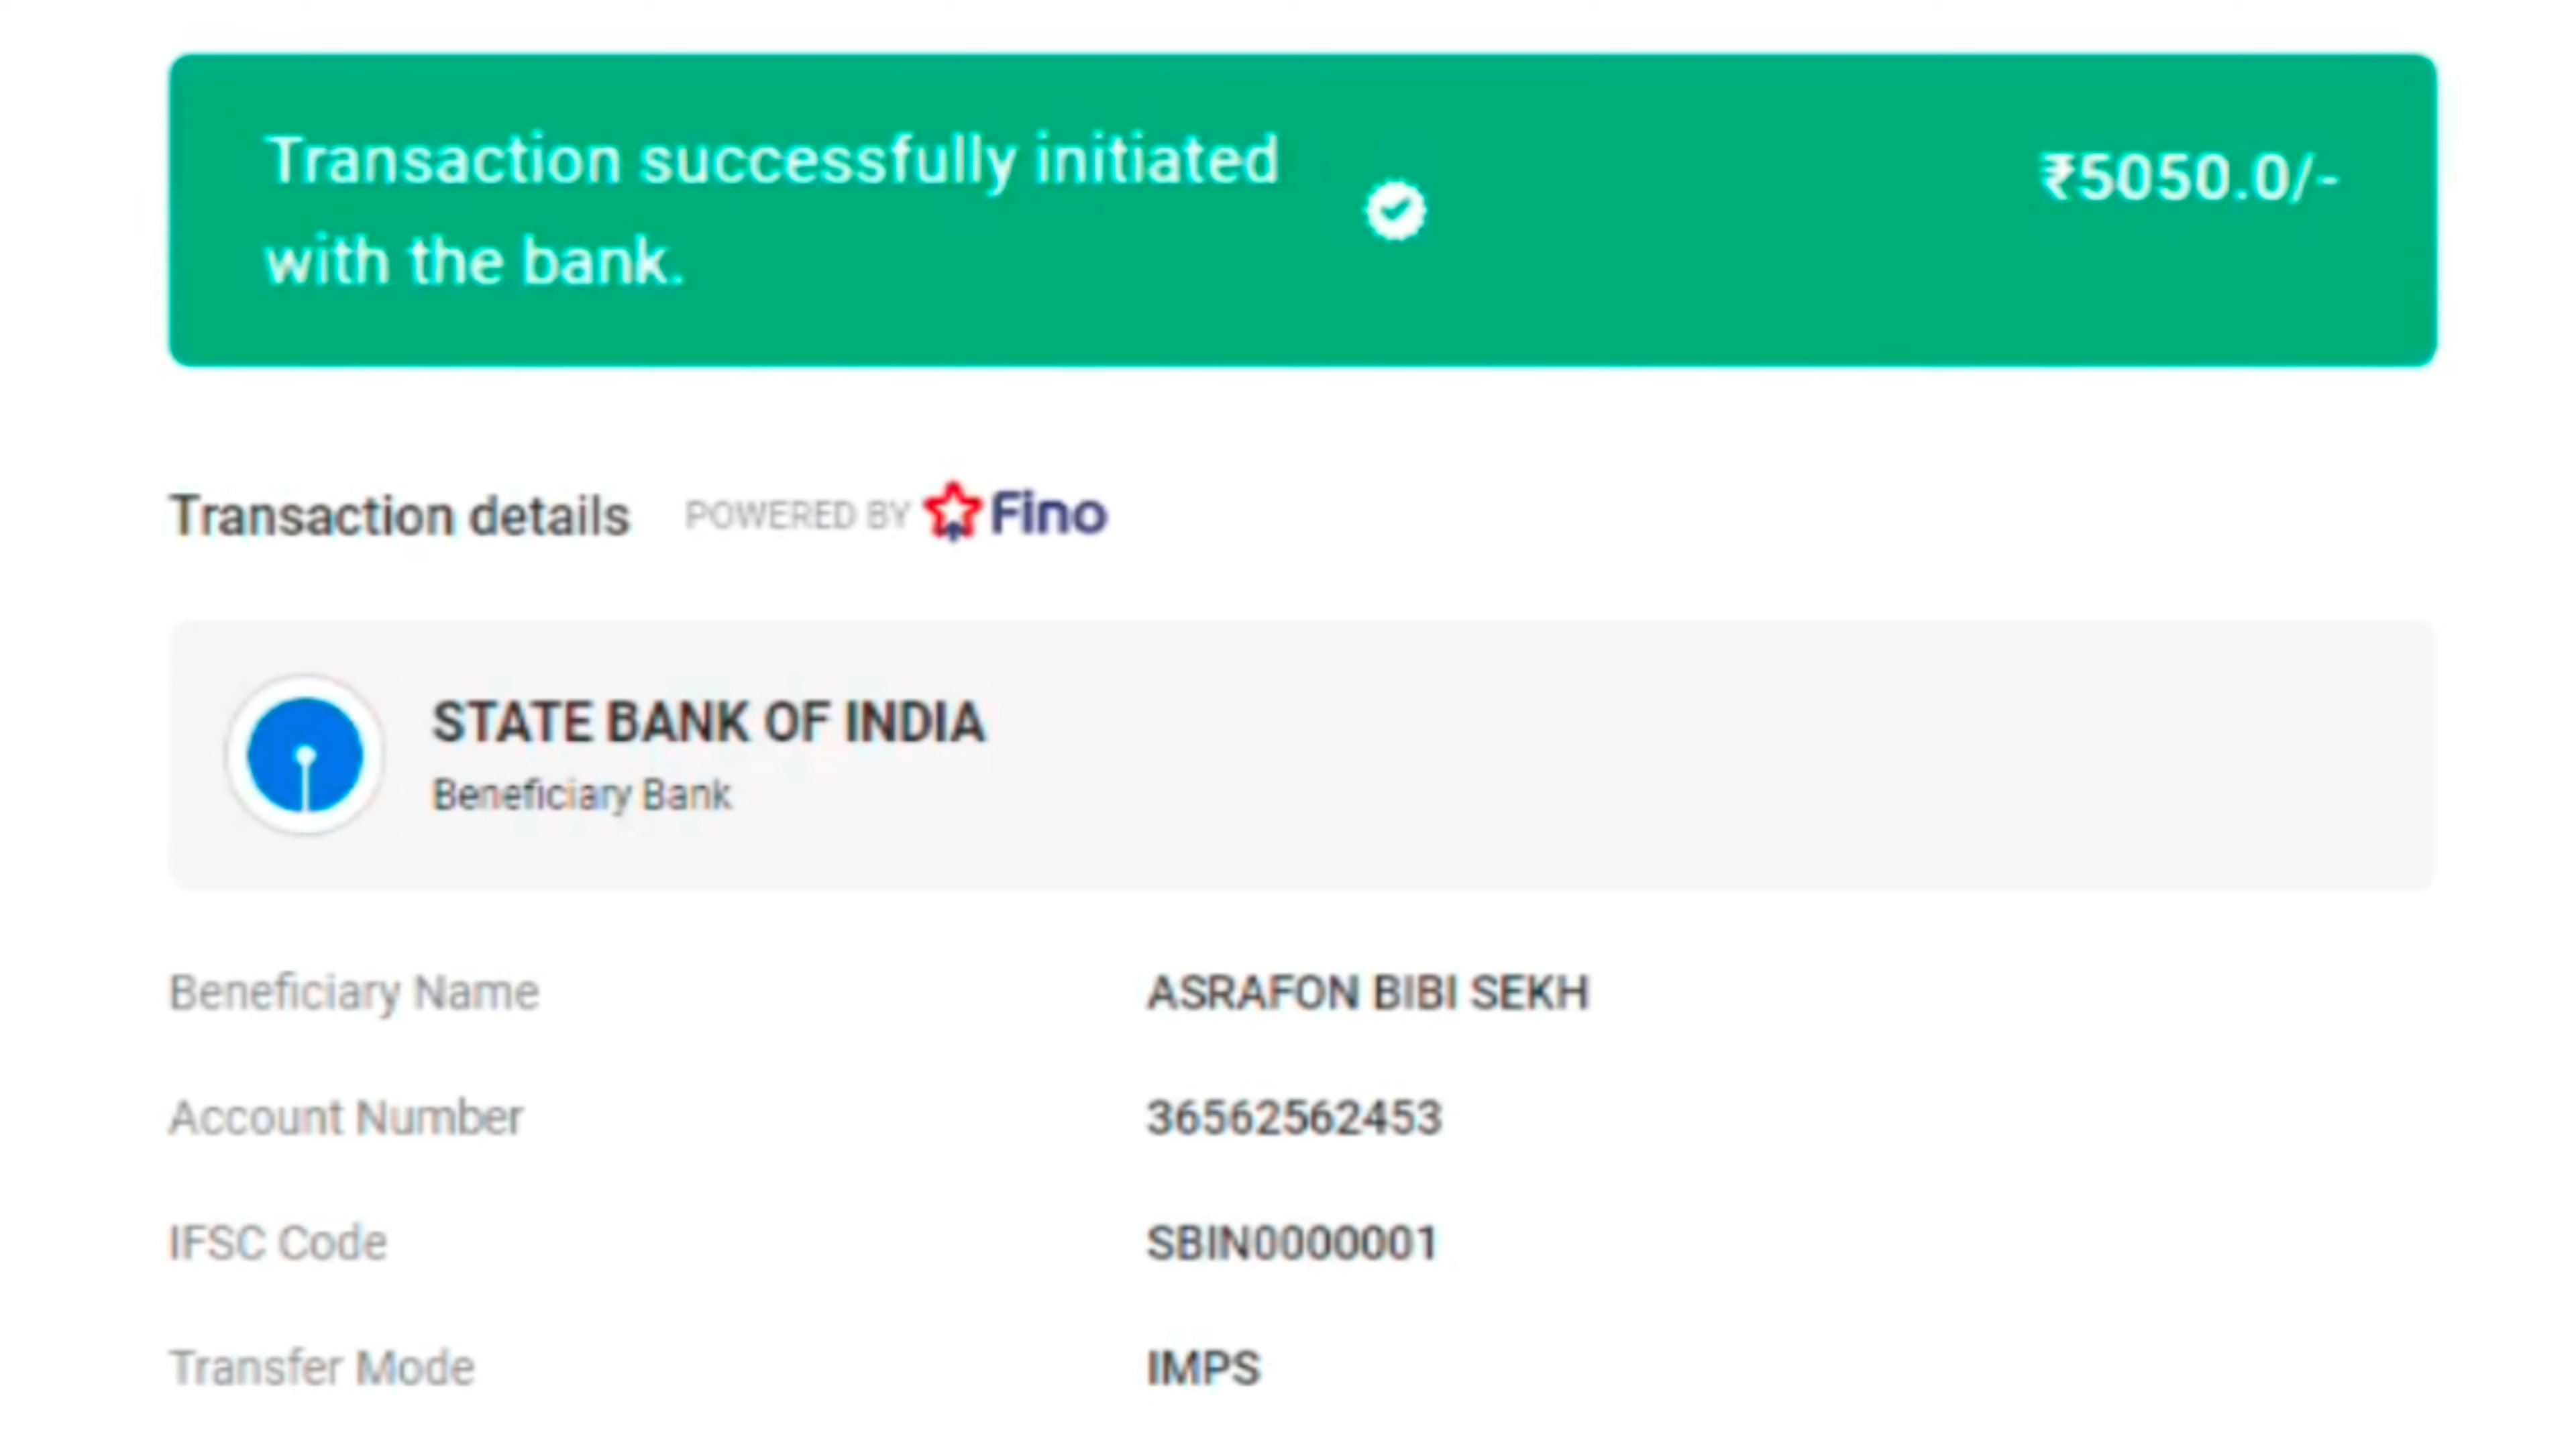 Transaction successfully initiated
with the bank.
₹5050.0/-
Transaction details POWERED BY Fino
STATE BANK OF INDIA
Beneficiary Bank
Beneficiary Name ASRAFON BIBI SEKH
Account Number 36562562453
IFSC Code SBIN0000001
Transfer Mode IMPS